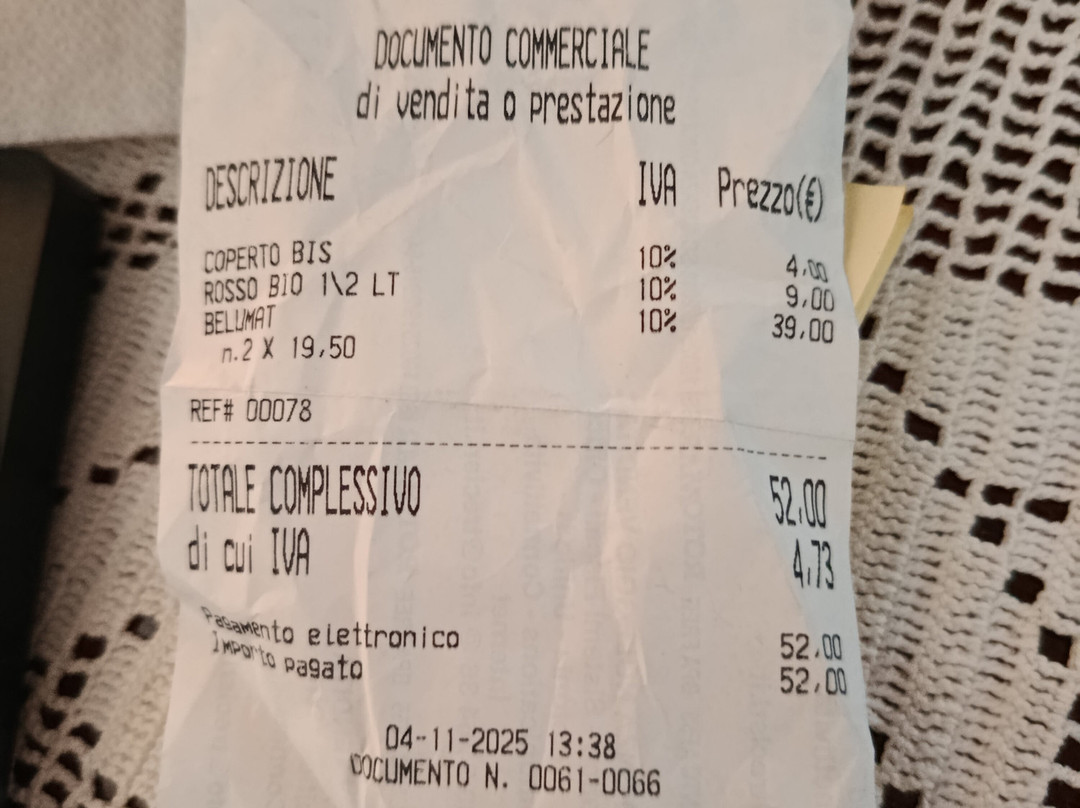 DOCUMENTO COMMERCIALE
di vendita o prestazione
DESCRIZIONE IVA Prezzo(€)
COPERTO BIS 10% 4,00
ROSSO BIO 1\2 LT 10% 9,00
BELUMAT 10% 39,00
n.2 X 19,50
REF# 00078
TOTALE COMPLESSIVO 52,00
di cui IVA 4,73
Pagamento elettronico 52,00
Importo pagato 52,00
04-11-2025 13:38
DOCUMENTO N. 0061-0066